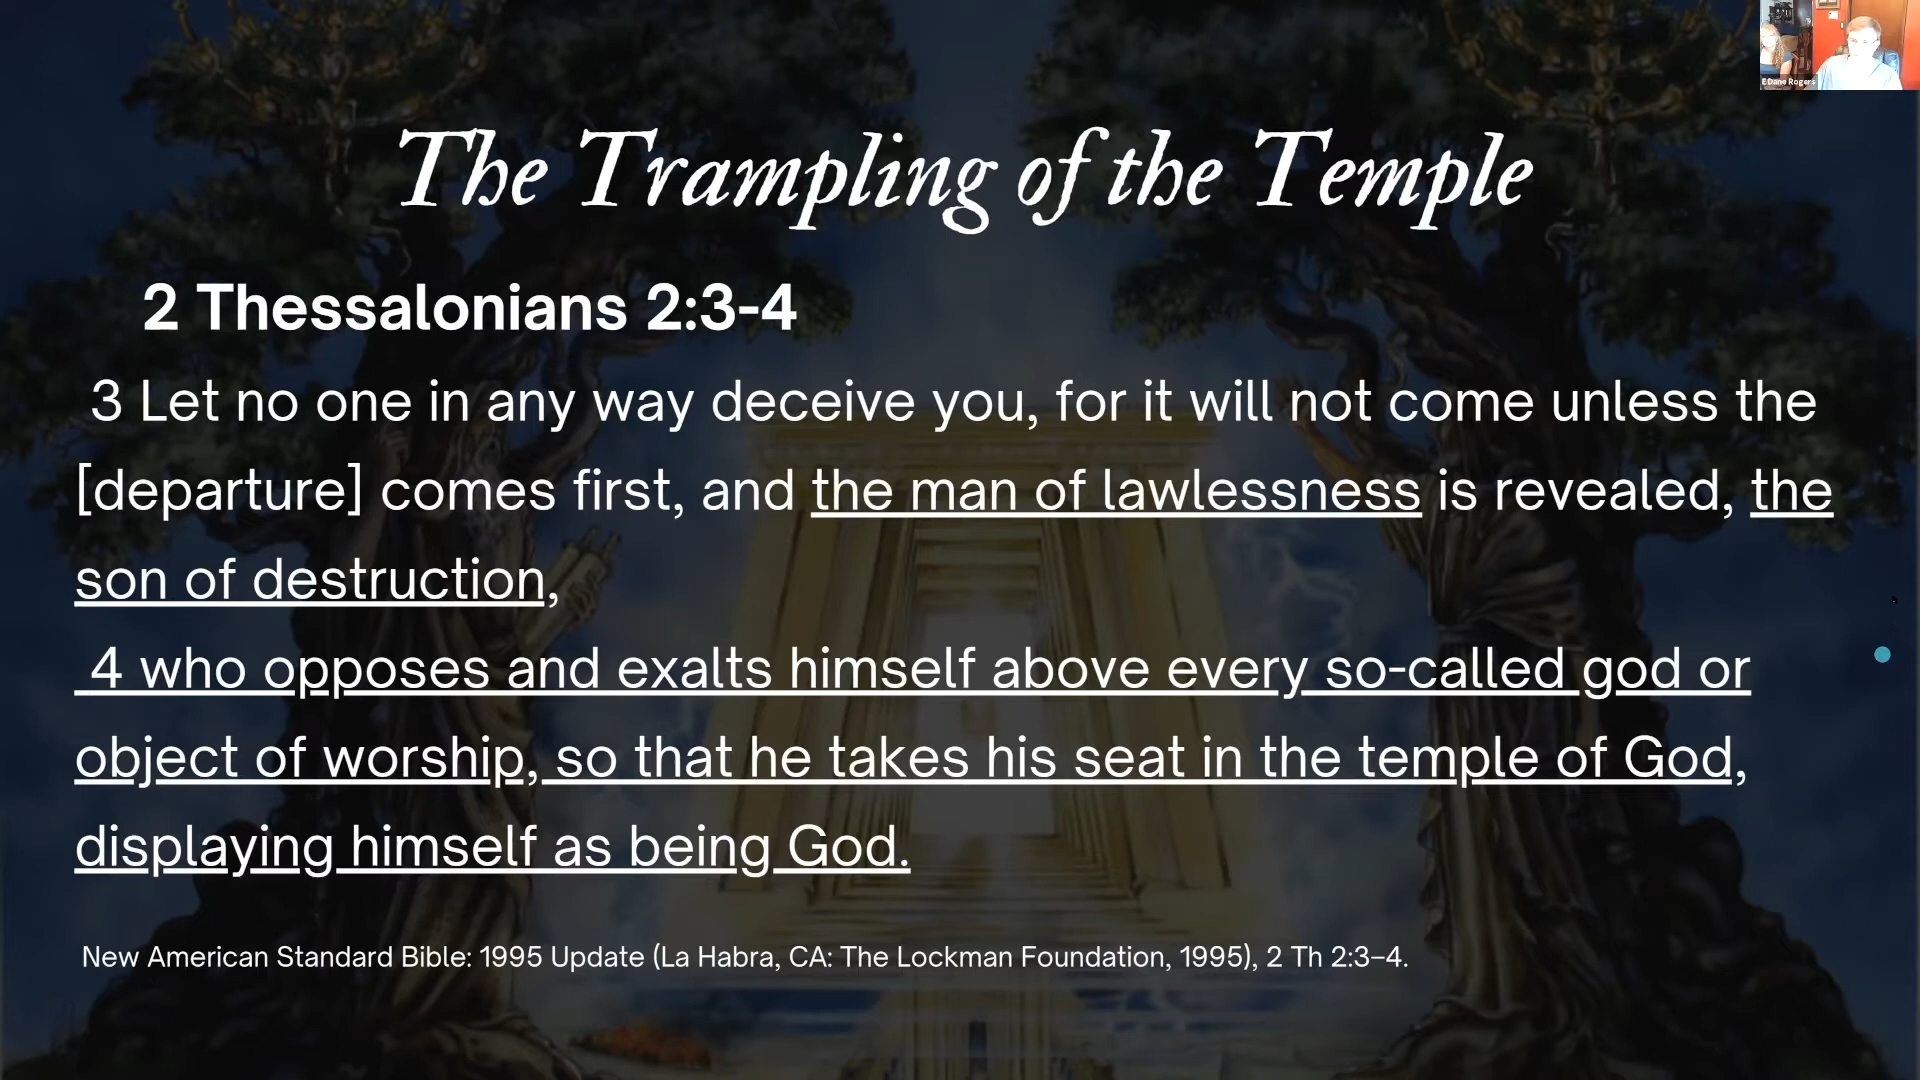 E Dane Rogers
The Trampling of the Temple
2 Thessalonians 2:3-4
3 Let no one in any way deceive you, for it will not come unless the
[departure] comes first, and the man of lawlessness is revealed, the
son of destruction,
4 who opposes and exalts himself above every so-called god or
object of worship, so that he takes his seat in the temple of God,
displaying himself as being God.
New American Standard Bible: 1995 Update (La Habra, CA: The Lockman Foundation, 1995), 2 Th 2:3–4.